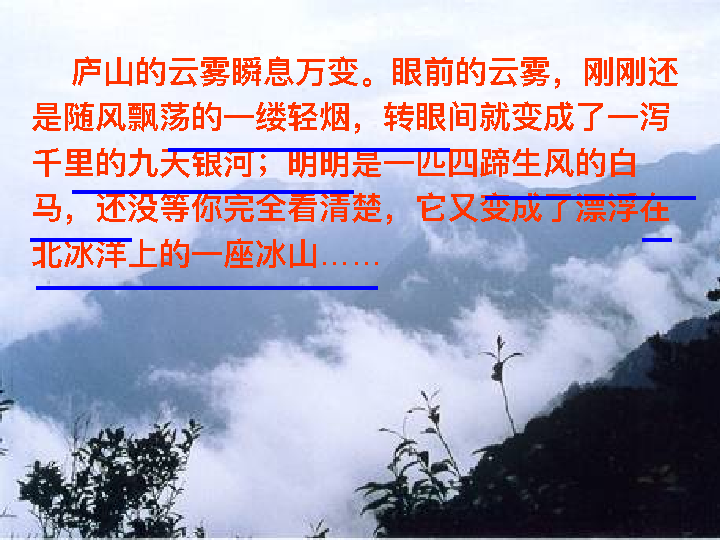 庐山的云雾瞬息万变。眼前的云雾，刚刚还
是随风飘荡的一缕轻烟，转眼间就变成了一泻
千里的九天银河；明明是一匹四蹄生风的白
马，还没等你完全看清楚，它又变成了漂浮在
北冰洋上的一座冰山……